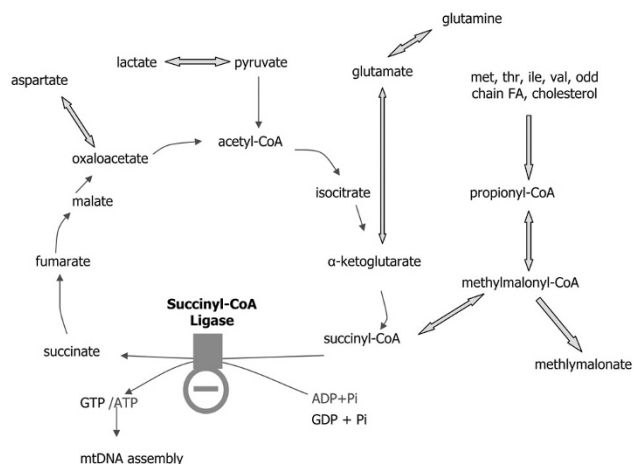 glutamine
lactate
pyruvate
glutamate
aspartate
met, thr, ile, val, odd
chain FA, cholesterol
acetyl-CoA
oxaloacetate
isocitrate
propionyl-CoA
malate
fumarate
α-ketoglutarate
methylmalonyl-CoA
Succinyl-CoA
Ligase
succinyl-CoA
succinate
methlymalonate
GTP /ATP
ADP+Pi
GDP + Pi
mtDNA assembly